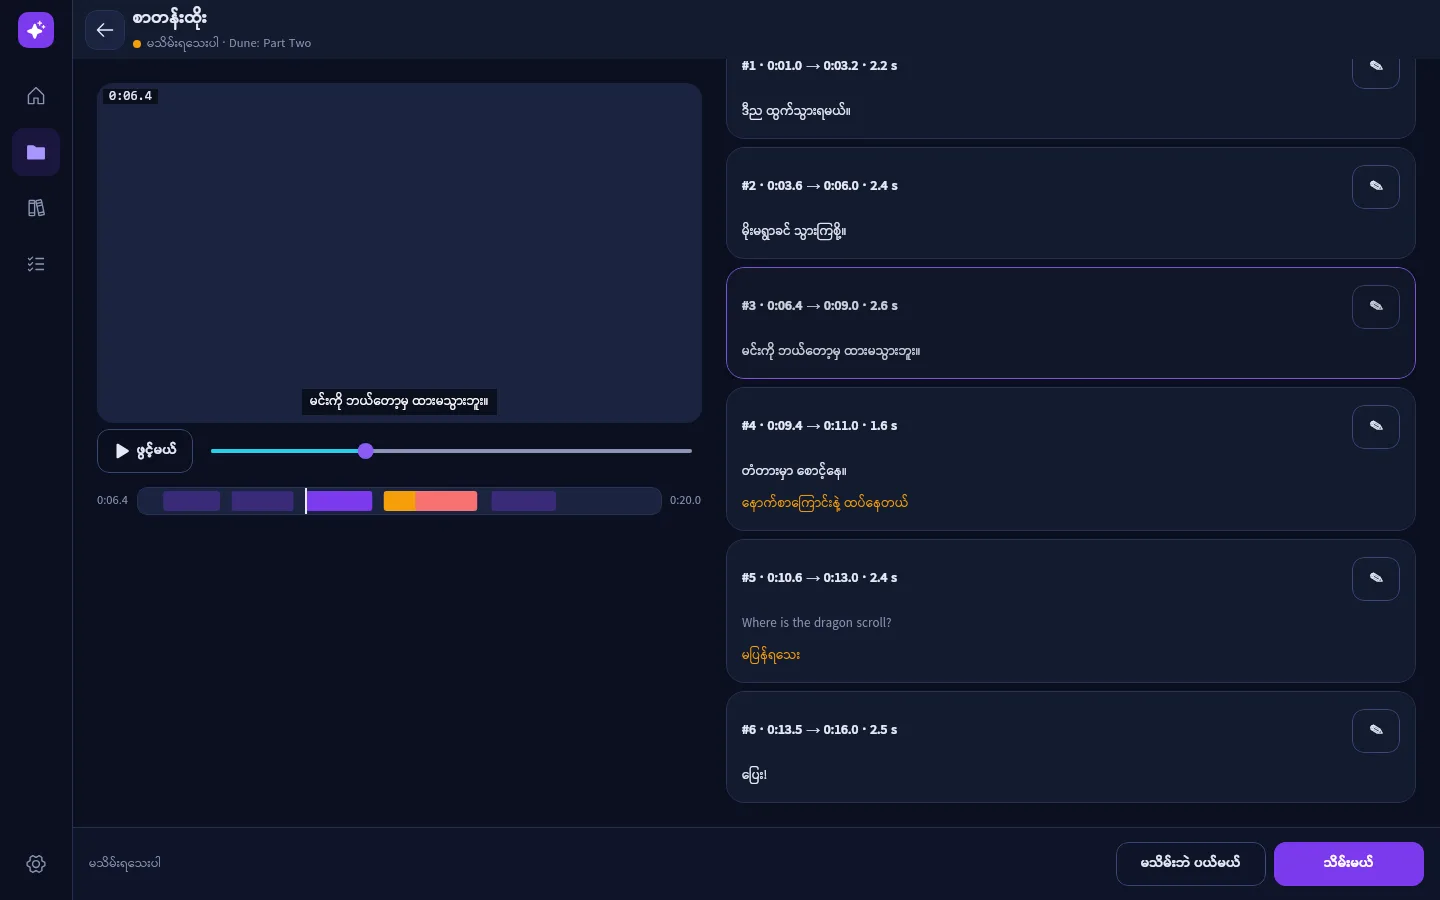 စာတန်းထိုး
မသိမ်းရသေးပါ · Dune: Part Two
0:06.4
မင်းကို ဘယ်တော့မှ ထားမသွားဘူး။
ဖွင့်မယ်
0:06.4
0:20.0
#1 · 0:01.0 → 0:03.2 · 2.2 s
ဒီည ထွက်သွားရမယ်။
#2 · 0:03.6 → 0:06.0 · 2.4 s
မိုးမရွာခင် သွားကြစို့။
#3 · 0:06.4 → 0:09.0 · 2.6 s
မင်းကို ဘယ်တော့မှ ထားမသွားဘူး။
#4 · 0:09.4 → 0:11.0 · 1.6 s
တံတားမှာ စောင့်နေ။
နောက်စာကြောင်းနဲ့ ထပ်နေတယ်
#5 · 0:10.6 → 0:13.0 · 2.4 s
Where is the dragon scroll?
မပြန်ရသေး
#6 · 0:13.5 → 0:16.0 · 2.5 s
ပြေး!
မသိမ်းရသေးပါ
မသိမ်းဘဲ ပယ်မယ်
သိမ်းမယ်